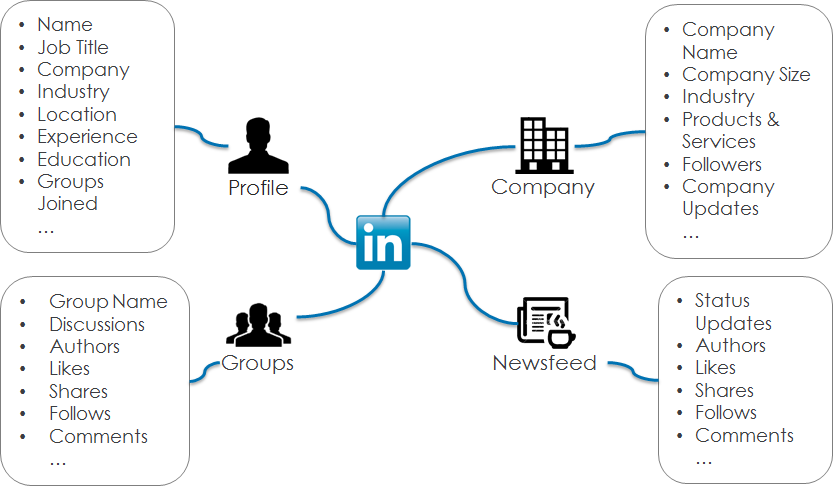 • Name
• Job Title
• Company
• Industry
• Location
• Experience
• Education
• Groups
Joined
...
Profile
• Company
Name
• Company Size
• Industry
• Products &
Services
• Followers
• Company
Updates
...
Company
in
• Group Name
• Discussions
• Authors
• Likes
• Shares
• Follows
• Comments
...
Groups
Newsfeed
• Status
Updates
• Authors
• Likes
• Shares
• Follows
• Comments
...